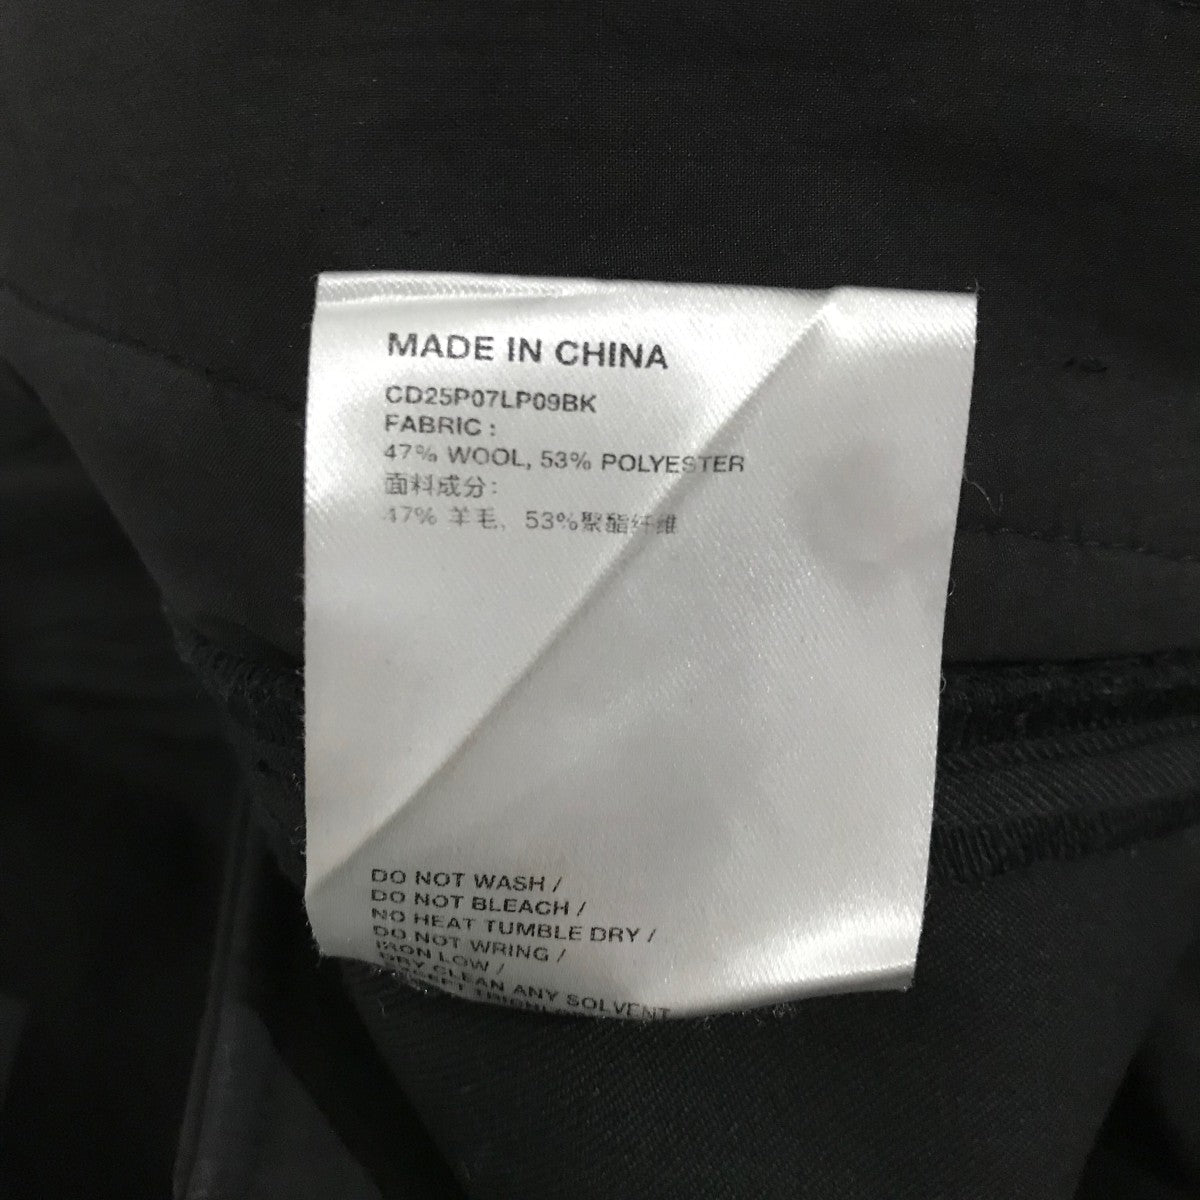 MADE IN CHINA
CD25P07LP09BK
FABRIC :
47% WOOL, 53% POLYESTER
面料成分:
47% 羊毛, 53%聚酯纤维
DO NOT WASH /
DO NOT BLEACH /
NO HEAT TUMBLE DRY /
DO NOT WRING /
IRON LOW /
DRY CLEAN ANY SOLVENT
EXCEPT